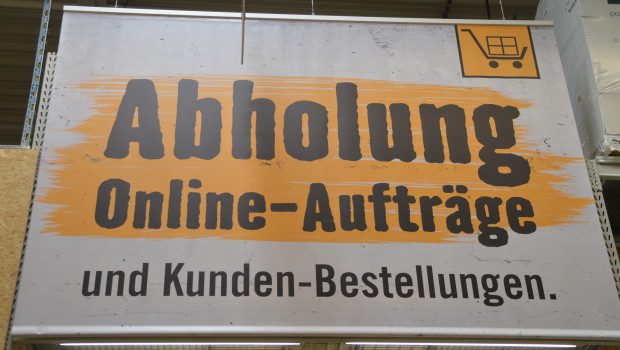 Abholung
Online-Aufträge
und Kunden-Bestellungen.